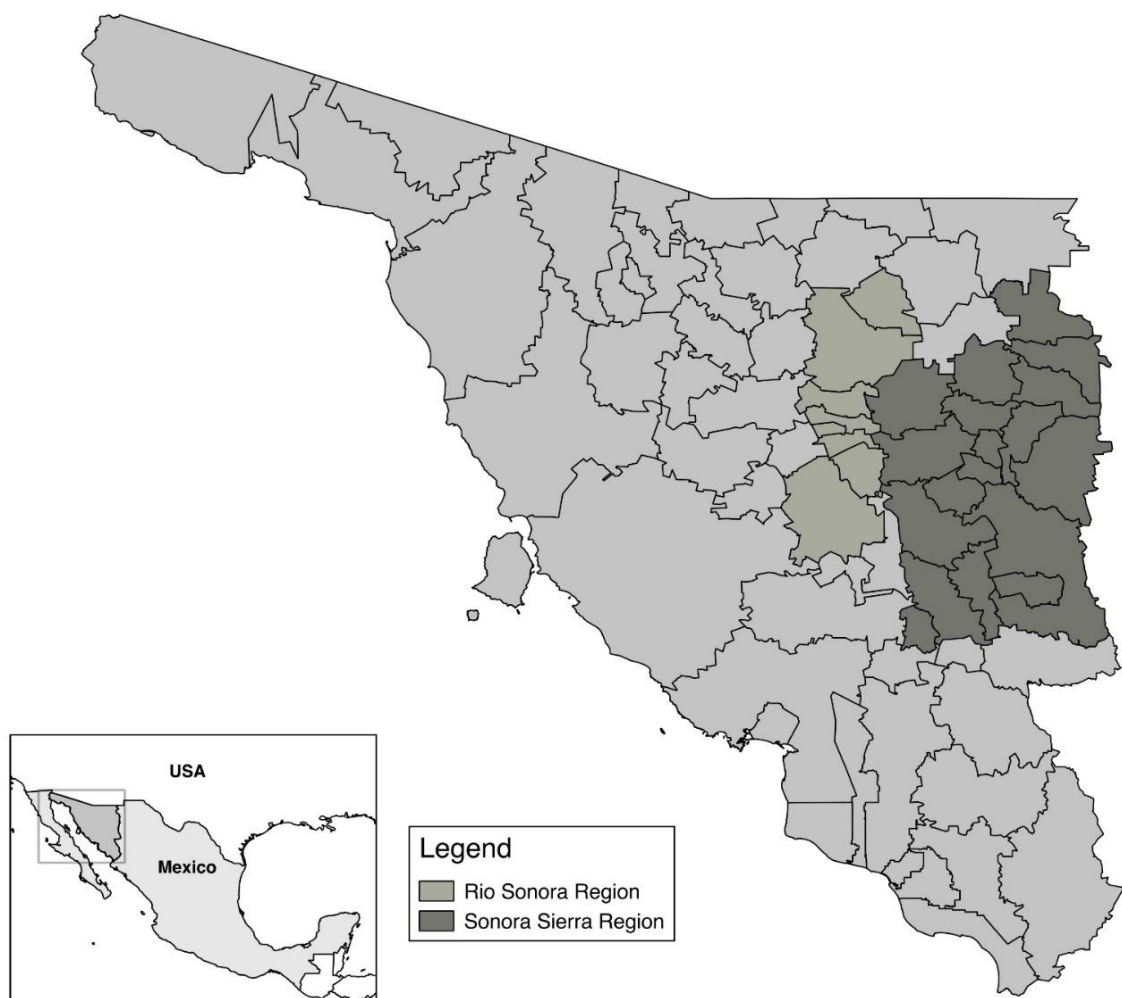 USA
Mexico
Legend
Rio Sonora Region
Sonora Sierra Region